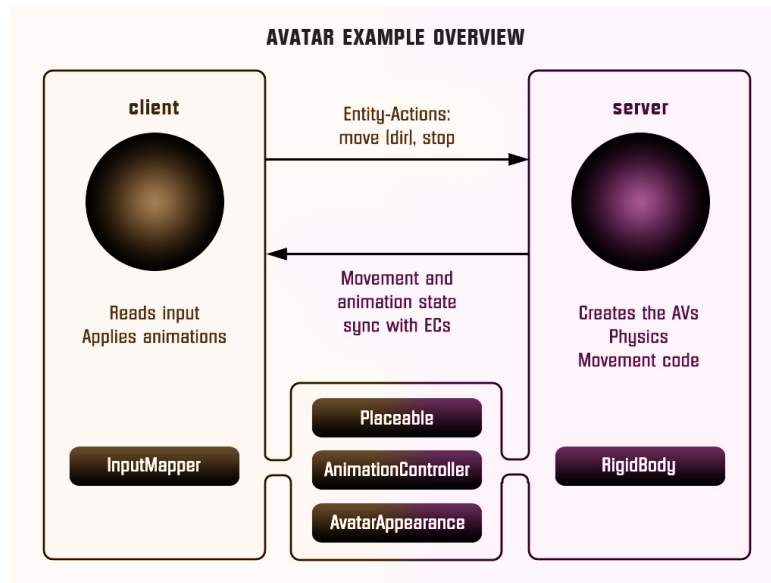 AVATAR EXAMPLE OVERVIEW
client
Entity-Actions:
move (dir), stop
server
Movement and
animation state
sync with ECs
Reads input
Applies animations
Creates the AVs
Physics
Movement code
Placeable
InputMapper
AnimationController
RigidBody
AvatarAppearance